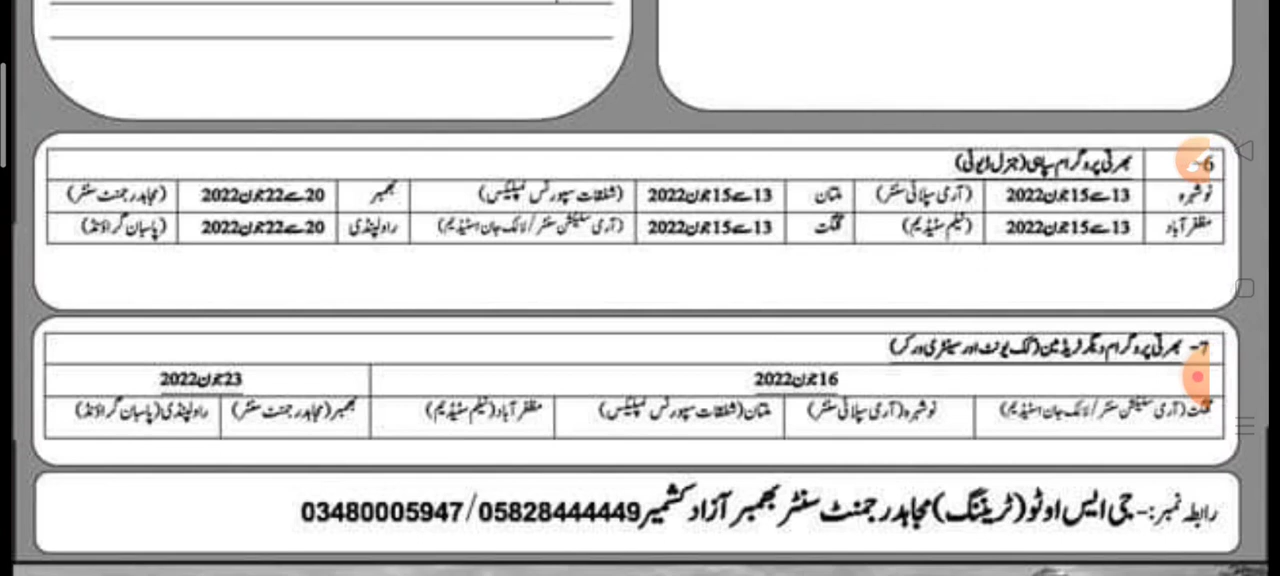 6- بھرتی پروگرام سپاہی (جنرل ڈیوٹی)
نوشہرہ 13 سے 15 جون 2022 (آرمی سپلائی سنٹر) ملتان 13 سے 15 جون 2022 (شلقات سپورٹس کمپلیکس) بھمبر 20 سے 22 جون 2022 (مجاہد رجمنٹ سنٹر)
مظفر آباد 13 سے 15 جون 2022 (نیلم سٹیڈیم) گلگت 13 سے 15 جون 2022 (آرمی سلیکشن سنٹر / لالک جان اسٹیڈیم) راولپنڈی 20 سے 22 جون 2022 (پاسبان گراؤنڈ)
7- بھرتی پروگرام دیگر ٹریڈ مین (کک یونٹ اور سینٹری ورکر)
16 جون 2022 23 جون 2022
گلگت (آرمی سلیکشن سنٹر / لالک جان اسٹیڈیم) نوشہرہ (آرمی سپلائی سنٹر) ملتان (شلقات سپورٹس کمپلیکس) مظفر آباد (نیلم سٹیڈیم) بھمبر (مجاہد رجمنٹ سنٹر) راولپنڈی (پاسبان گراؤنڈ)
رابطہ نمبر:- جی ایس او ٹو (ٹریننگ) مجاہد رجمنٹ سنٹر بھمبر آزاد کشمیر 05828444449/03480005947